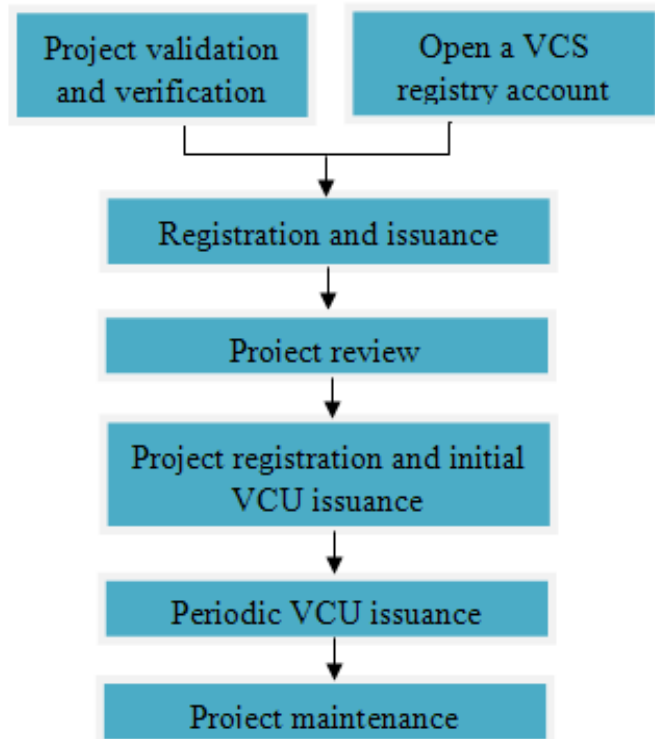 Project validation
and verification
Open a VCS
registry account
Registration and issuance
Project review
Project registration and initial
VCU issuance
Periodic VCU issuance
Project maintenance